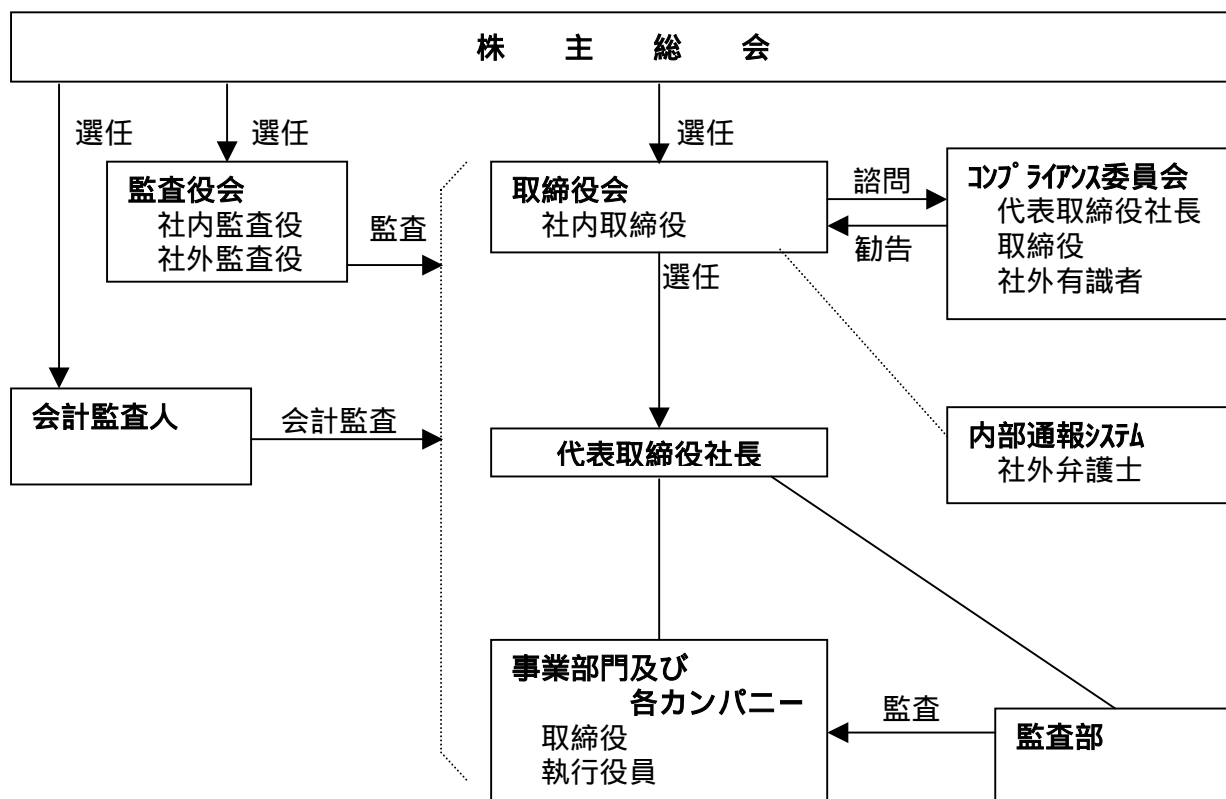 株 主 総 会
選任
選任
選任
監査役会
社内監査役
社外監査役
監査
取締役会
社内取締役
諮問
勧告
ｺﾝﾌﾟﾗｲｱﾝｽ委員会
代表取締役社長
取締役
社外有識者
選任
会計監査人
会計監査
代表取締役社長
内部通報ｼｽﾃﾑ
社外弁護士
事業部門及び
各カンパニー
取締役
執行役員
監査
監査部